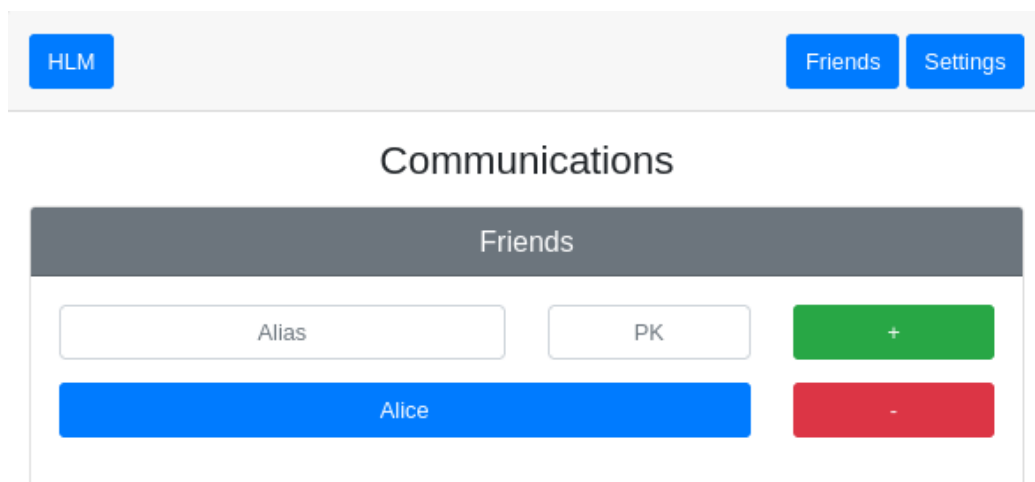 HLM Friends Settings
Communications
Friends
Alias PK +
Alice -